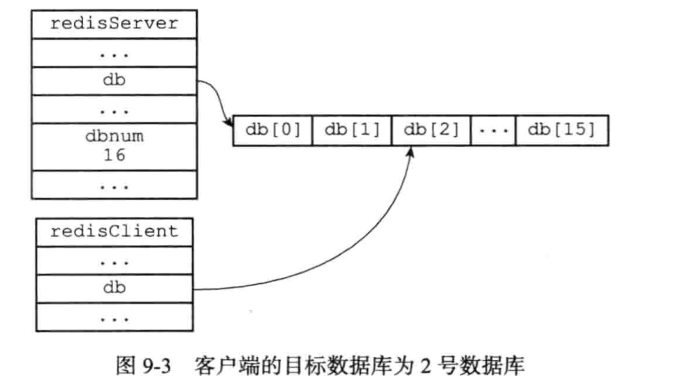 redisServer
...
db
...
dbnum
16
...
db[0] db[1] db[2] ... db[15]
redisClient
...
db
...
图 9-3 客户端的目标数据库为 2 号数据库